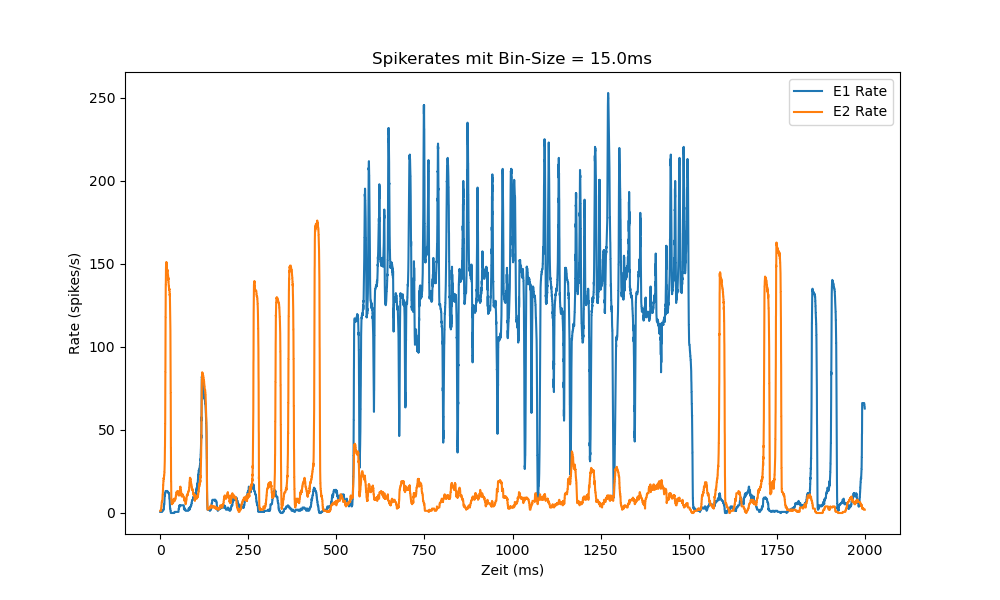 Spikerates mit Bin-Size = 15.0ms
E1 Rate
E2 Rate
250
200
150
100
50
0
Rate (spikes/s)
0 250 500 750 1000 1250 1500 1750 2000
Zeit (ms)